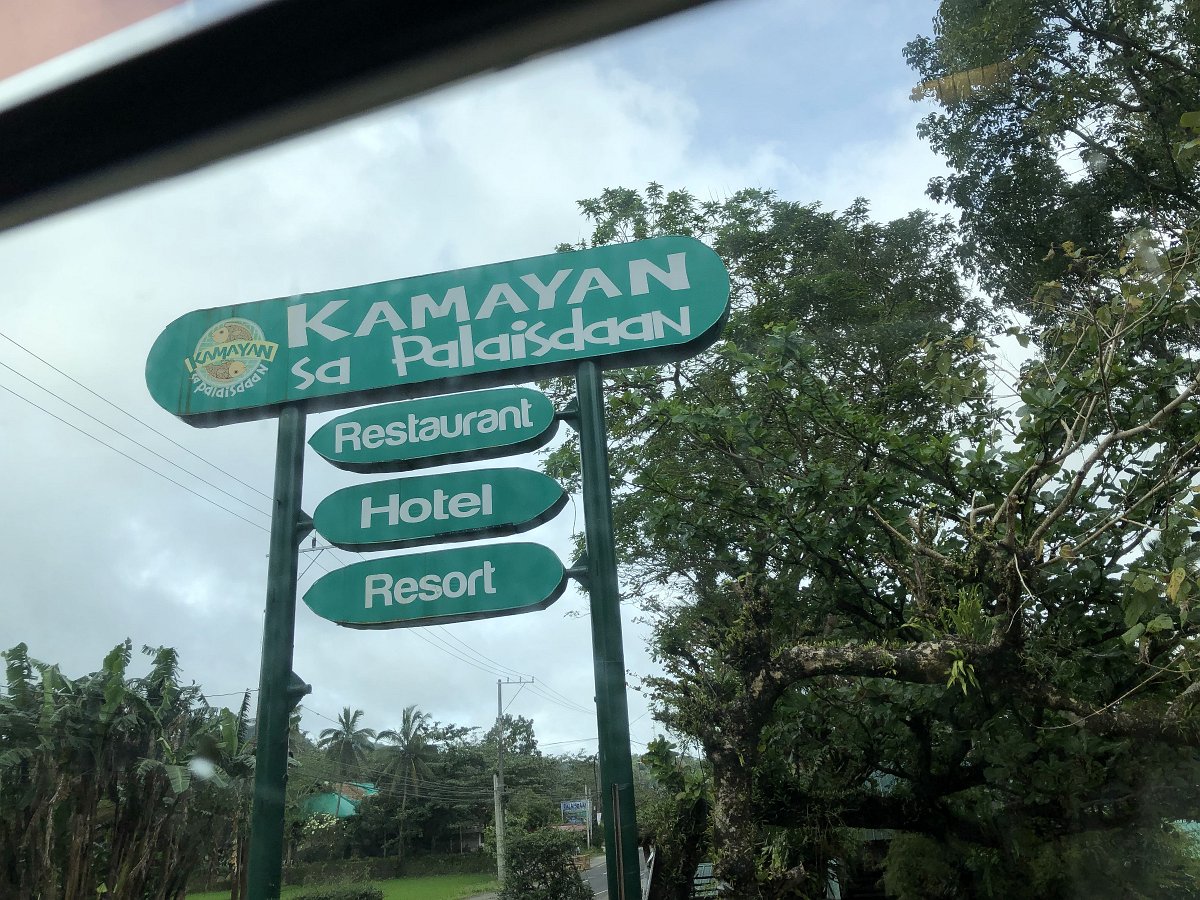 KAMAYAN
sa Palaisdaan
KAMAYAN
sa palaisdaan
Restaurant
Hotel
Resort